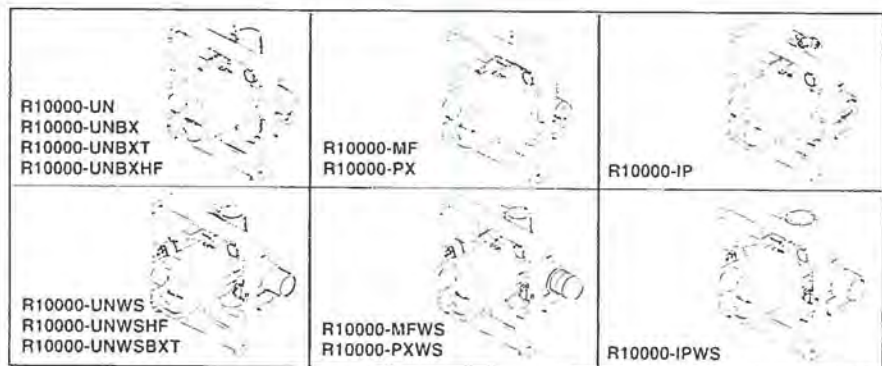 R10000-UN
R10000-UNBX
R10000-UNBXT
R10000-UNBXHF
R10000-MF
R10000-PX
R10000-IP
R10000-UNWS
R10000-UNWSHF
R10000-UNWSBXT
R10000-MFWS
R10000-PXWS
R10000-IPWS